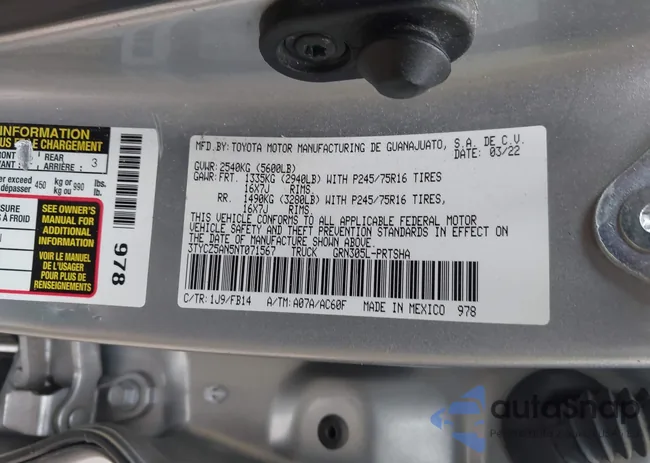 INFORMATION
CHARGEMENT
REAR
ARRIÈRE : 3
er exceed
dépasser 450 kg or 990 lbs.
kg ou lb.
SSURE
S À FROID
SEE OWNER'S
MANUAL FOR
ADDITIONAL
INFORMATION
VOIR LE MANUEL
DE L'USAGER
POUR PLUS DE
RENSEIGNEMENTS
978
MFD.BY: TOYOTA MOTOR MANUFACTURING DE GUANAJUATO, S.A. DE C.V.
DATE: 03/22
GVWR: 2540KG (5600LB)
GAWR: FRT. 1335KG (2940LB) WITH P245/75R16 TIRES,
16X7J RIMS
RR. 1490KG (3280LB) WITH P245/75R16 TIRES,
16X7J RIMS
THIS VEHICLE CONFORMS TO ALL APPLICABLE FEDERAL MOTOR
VEHICLE SAFETY AND THEFT PREVENTION STANDARDS IN EFFECT ON
THE DATE OF MANUFACTURE SHOWN ABOVE.
3TYCZ5AN5NT071567 TRUCK GRN305L-PRTSHA
C/TR: 1J9/FB14 A/TM: A07A/AC60F MADE IN MEXICO 978
autoSnap